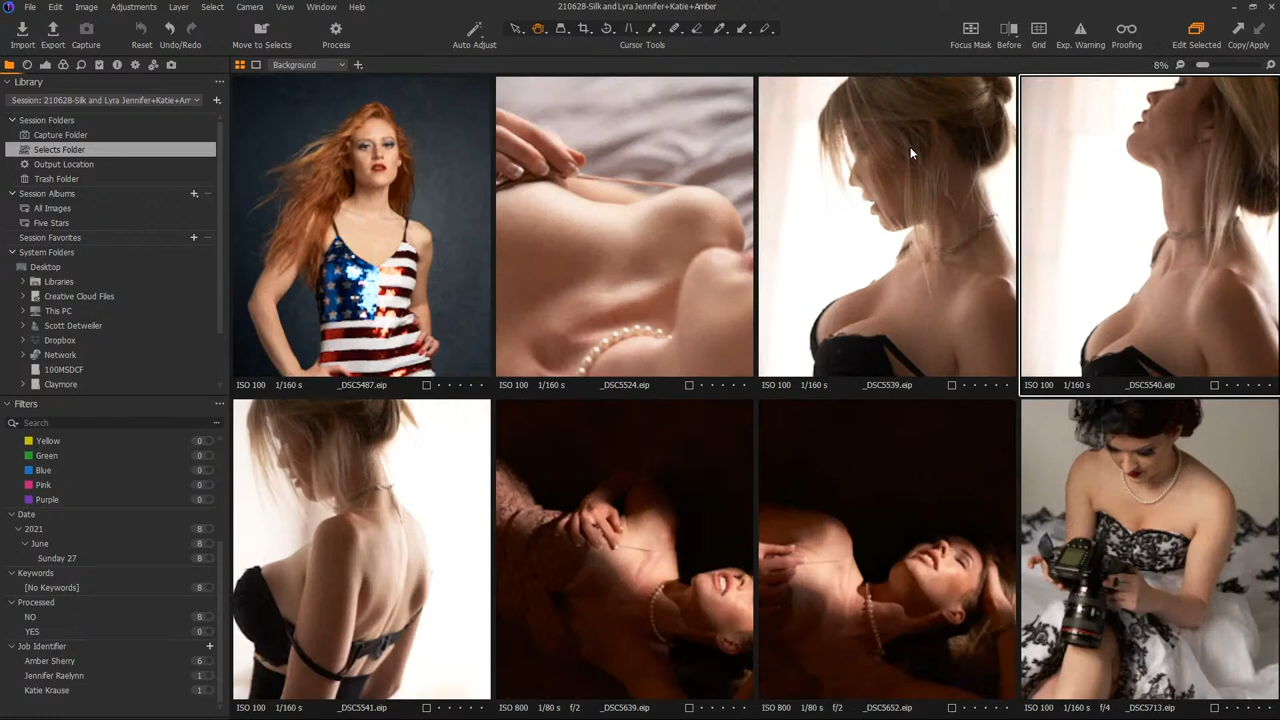 File Edit Image Adjustments Layer Select Camera View Window Help
210628-Silk and Lyra Jennifer+Katie+Amber
Import Export Capture Reset Undo/Redo Move to Selects Process Auto Adjust Cursor Tools Focus Mask Before Grid Exp. Warning Proofing Edit Selected Copy/Apply
Background 8%
Library
Session: 210628-Silk and Lyra Jennifer+Katie+Am
Session Folders
Capture Folder
Selects Folder
Output Location
Trash Folder
Session Albums
All Images
Five Stars
Session Favorites
System Folders
Desktop
Libraries
Creative Cloud Files
This PC
Scott Detweiler
Dropbox
Network
100MSDCF
Claymore
Filters
Search
Yellow 0
Green 0
Blue 0
Pink 0
Purple 0
Date
2021 8
June 8
Sunday 27 8
Keywords
[No Keywords] 8
Processed
NO 8
YES 0
Job Identifier
Amber Sherry 6
Jennifer Raelynn 1
Katie Krause 1
ISO 100 1/160 s _DSC5487.eip
ISO 100 1/160 s _DSC5524.eip
ISO 100 1/160 s _DSC5539.eip
ISO 100 1/160 s _DSC5540.eip
ISO 100 1/160 s _DSC5541.eip
ISO 800 1/80 s f/2 _DSC5639.eip
ISO 800 1/80 s f/2 _DSC5652.eip
ISO 100 1/160 s f/4 _DSC5713.eip